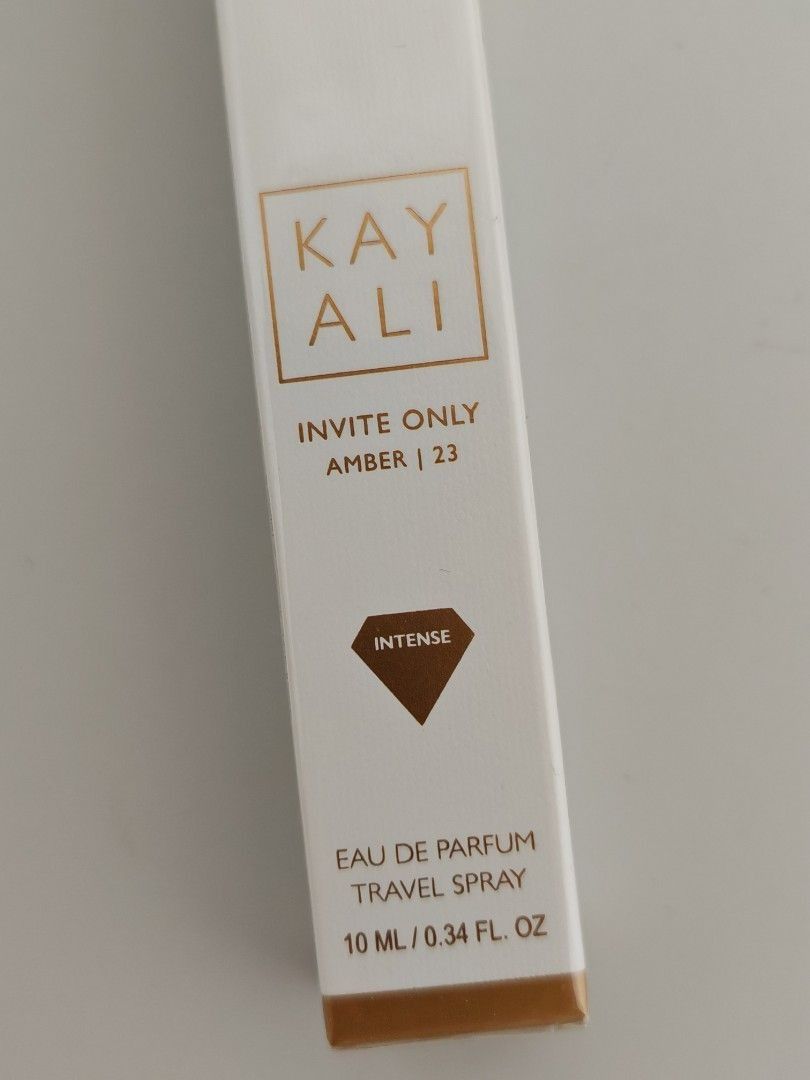 KAY
ALI
INVITE ONLY
AMBER | 23
INTENSE
EAU DE PARFUM
TRAVEL SPRAY
10 ML / 0.34 FL. OZ